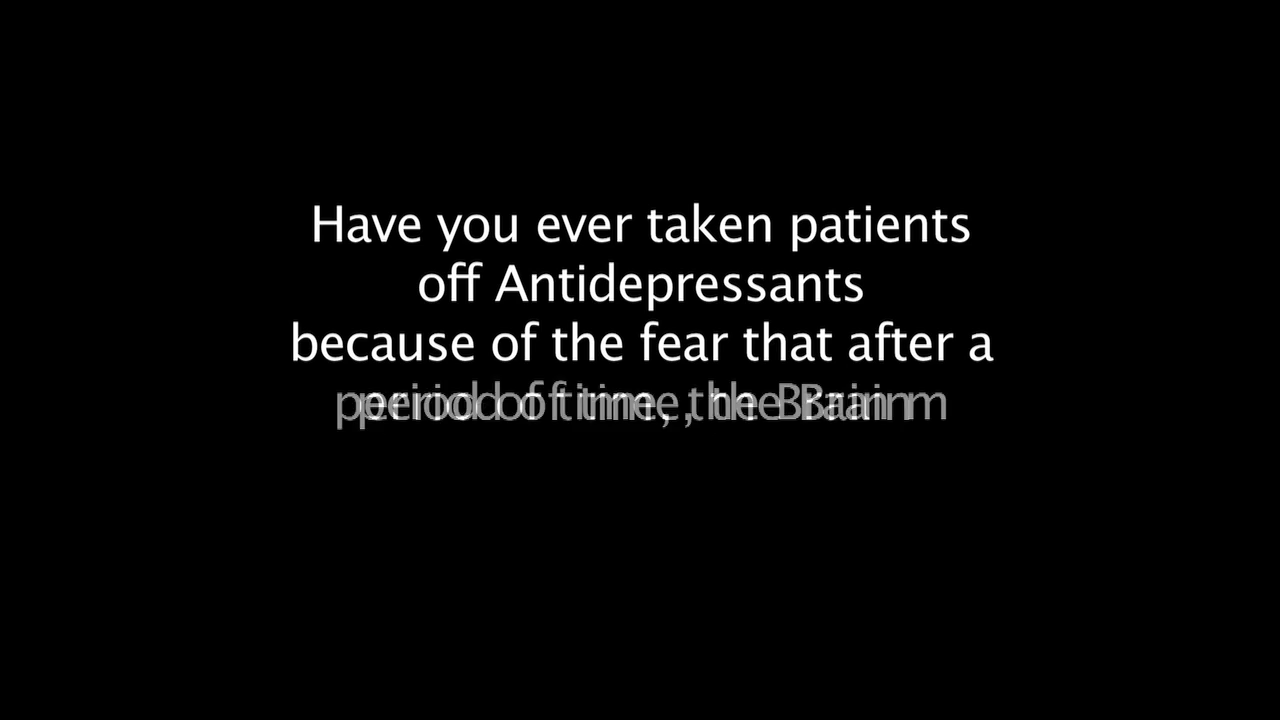 Have you ever taken patients
off Antidepressants
because of the fear that after a
period of time, the Brain